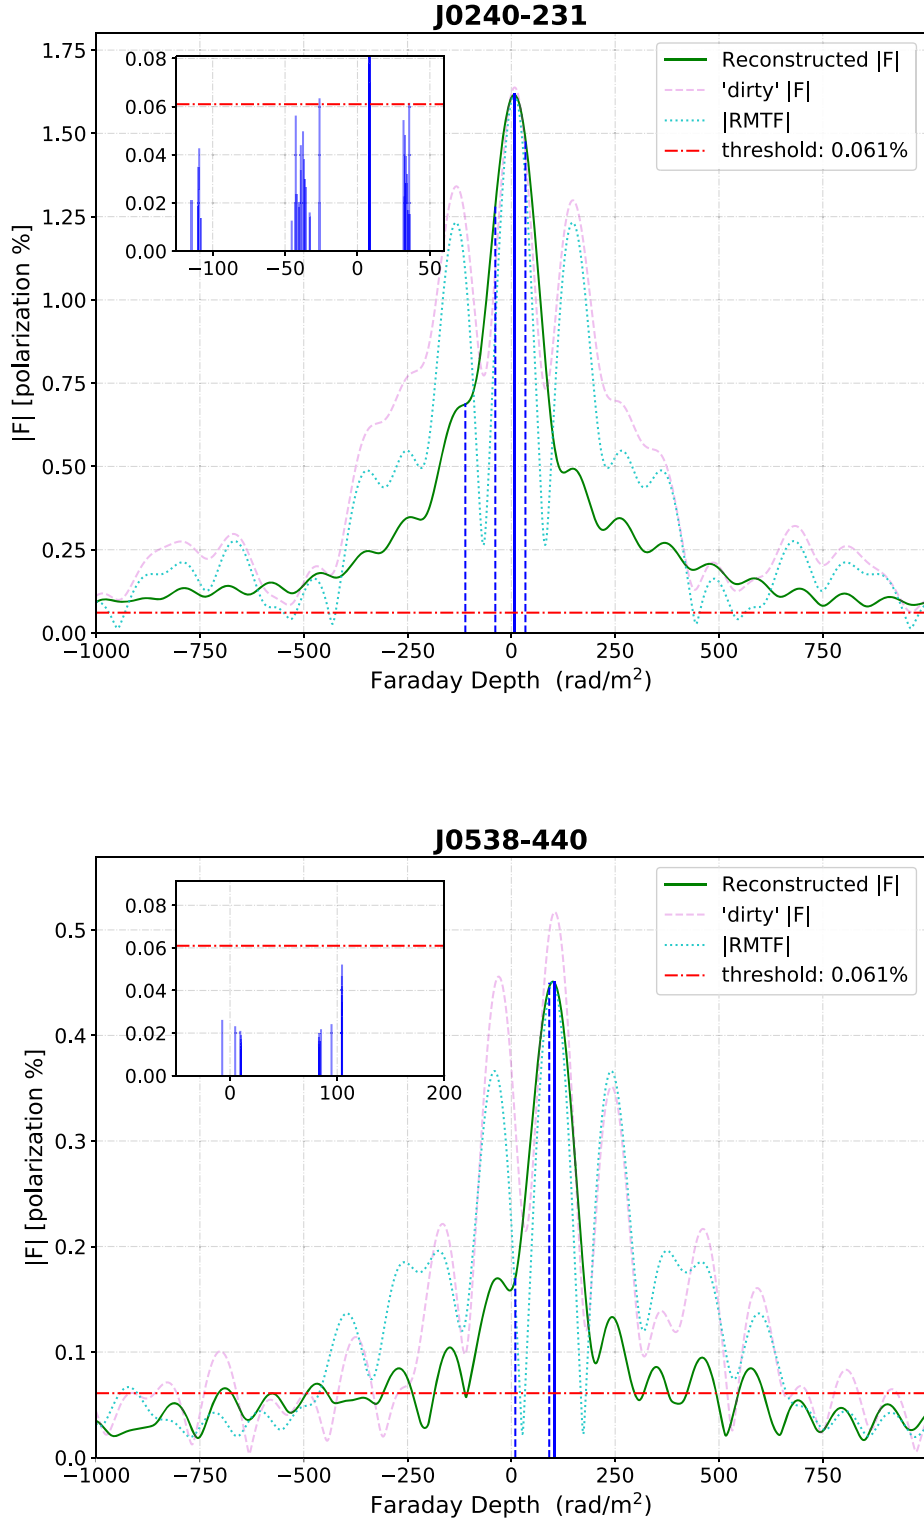 J0240-231
|F| [polarization %]
1.75
1.50
1.25
1.00
0.75
0.50
0.25
0.00
0.08
0.06
0.04
0.02
0.00
−100 −50 0 50
Reconstructed |F|
'dirty' |F|
|RMTF|
threshold: 0.061%
−1000 −750 −500 −250 0 250 500 750
Faraday Depth (rad/m²)
J0538-440
|F| [polarization %]
0.5
0.4
0.3
0.2
0.1
0.0
0.08
0.06
0.04
0.02
0.00
0 100 200
Reconstructed |F|
'dirty' |F|
|RMTF|
threshold: 0.061%
−1000 −750 −500 −250 0 250 500 750
Faraday Depth (rad/m²)